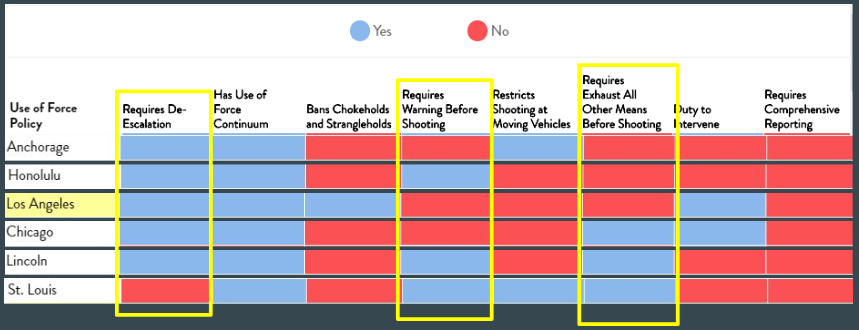 Yes No
Use of Force
Policy
Requires De-
Escalation
Has Use of
Force
Continuum
Bans Chokeholds
and Strangleholds
Requires
Warning Before
Shooting
Restricts
Shooting at
Moving Vehicles
Requires
Exhaust All
Other Means
Before Shooting
Duty to
Intervene
Requires
Comprehensive
Reporting
Anchorage
Honolulu
Los Angeles
Chicago
Lincoln
St. Louis